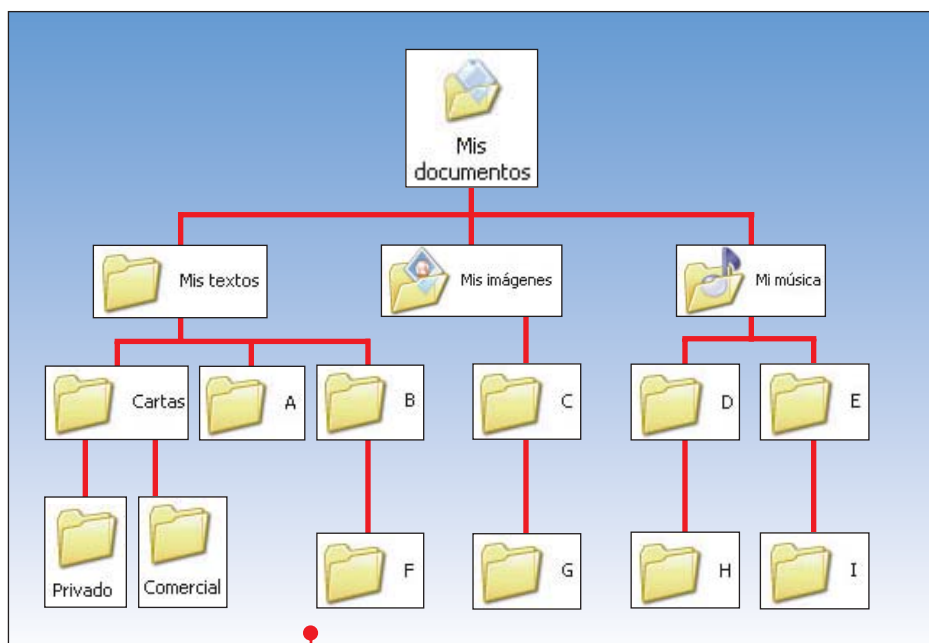 Mis
documentos
Mis textos
Mis imágenes
Mi música
Cartas
A
B
C
D
E
Privado
Comercial
F
G
H
I